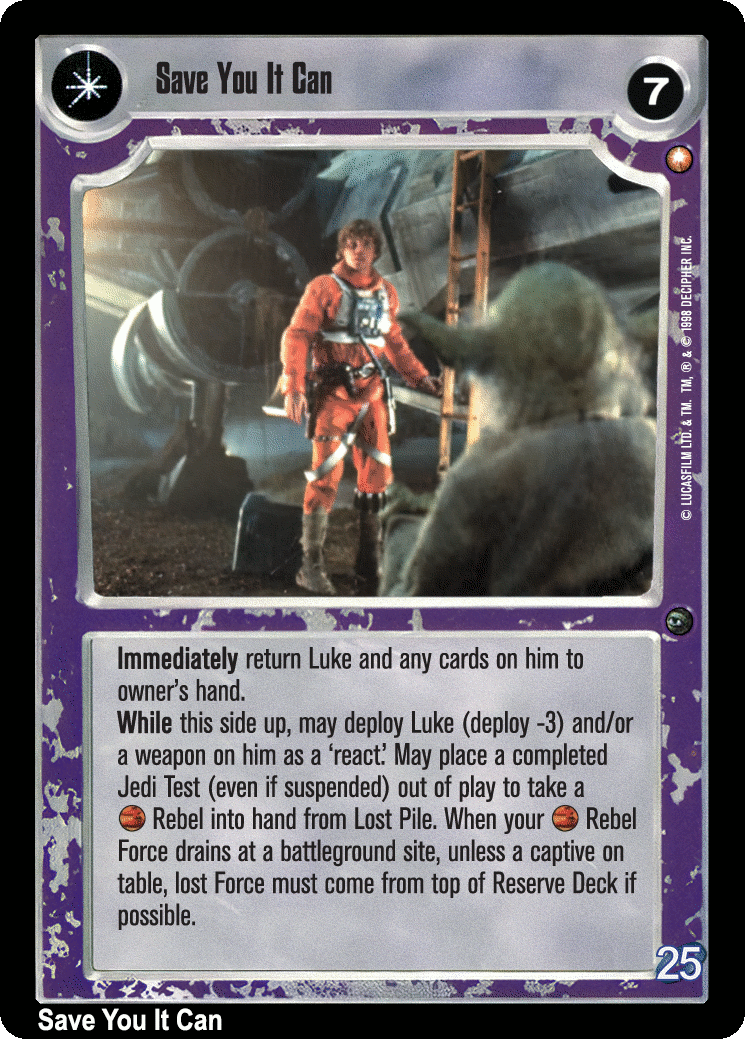 Save You It Can
7
© LUCASFILM LTD. & TM. TM, ® & © 1998 DECIPHER INC.
Immediately return Luke and any cards on him to
owner's hand.
While this side up, may deploy Luke (deploy -3) and/or
a weapon on him as a ‘react.’ May place a completed
Jedi Test (even if suspended) out of play to take a
Rebel into hand from Lost Pile. When your Rebel
Force drains at a battleground site, unless a captive on
table, lost Force must come from top of Reserve Deck if
possible.
25
Save You It Can